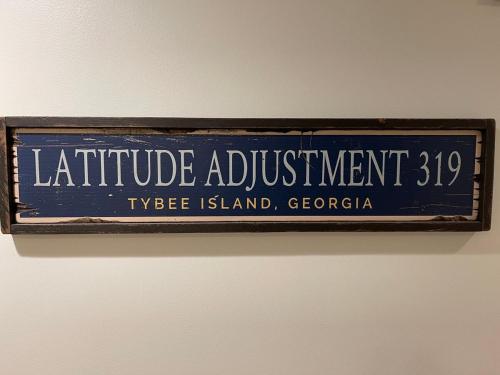 LATITUDE ADJUSTMENT 319
TYBEE ISLAND, GEORGIA